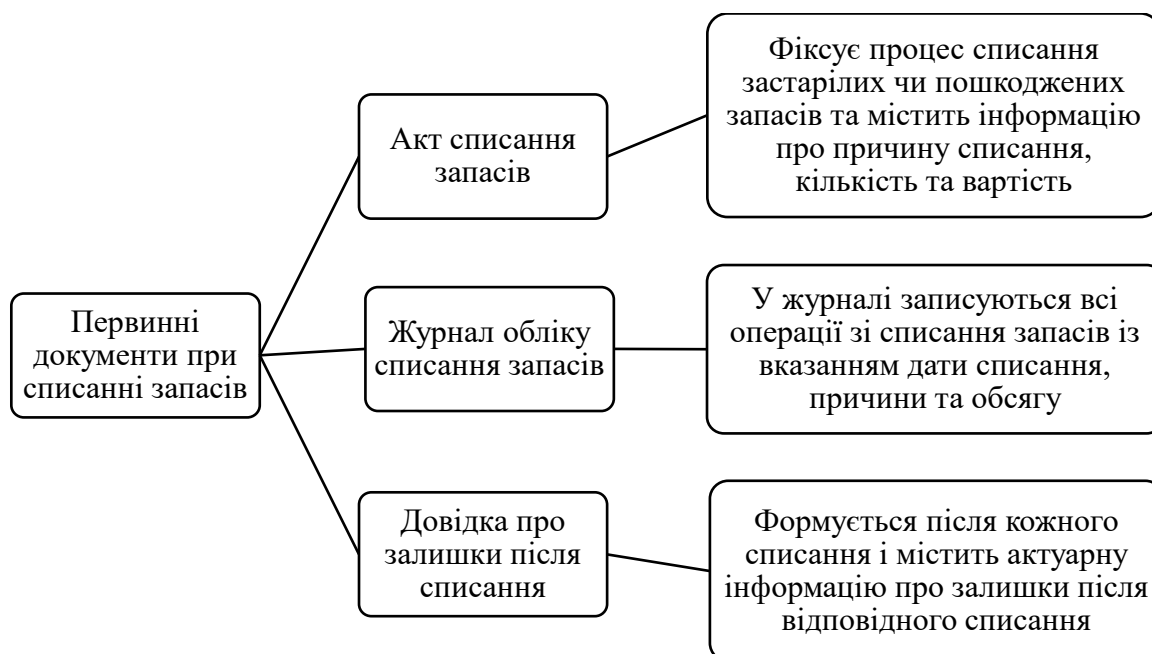 Первинні
документи при
списанні запасів
Акт списання
запасів
Фіксує процес списання
застарілих чи пошкоджених
запасів та містить інформацію
про причину списання,
кількість та вартість
Журнал обліку
списання запасів
У журналі записуються всі
операції зі списання запасів із
вказанням дати списання,
причини та обсягу
Довідка про
залишки після
списання
Формується після кожного
списання і містить актуарну
інформацію про залишки після
відповідного списання